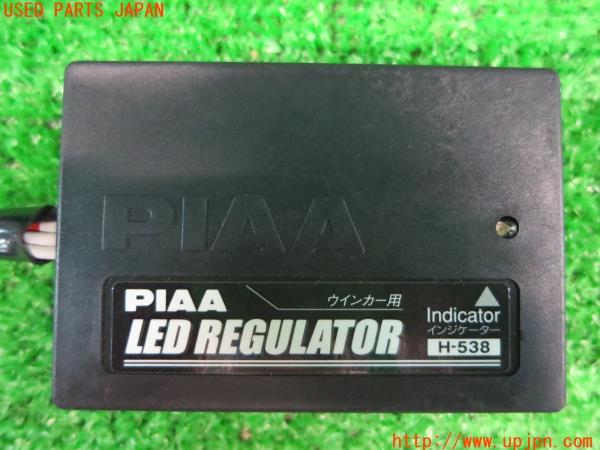 USED PARTS JAPAN
PIAA
PIAA ウインカー用
LED REGULATOR
Indicator
インジケーター
H-538
http://www.upjpn.com/